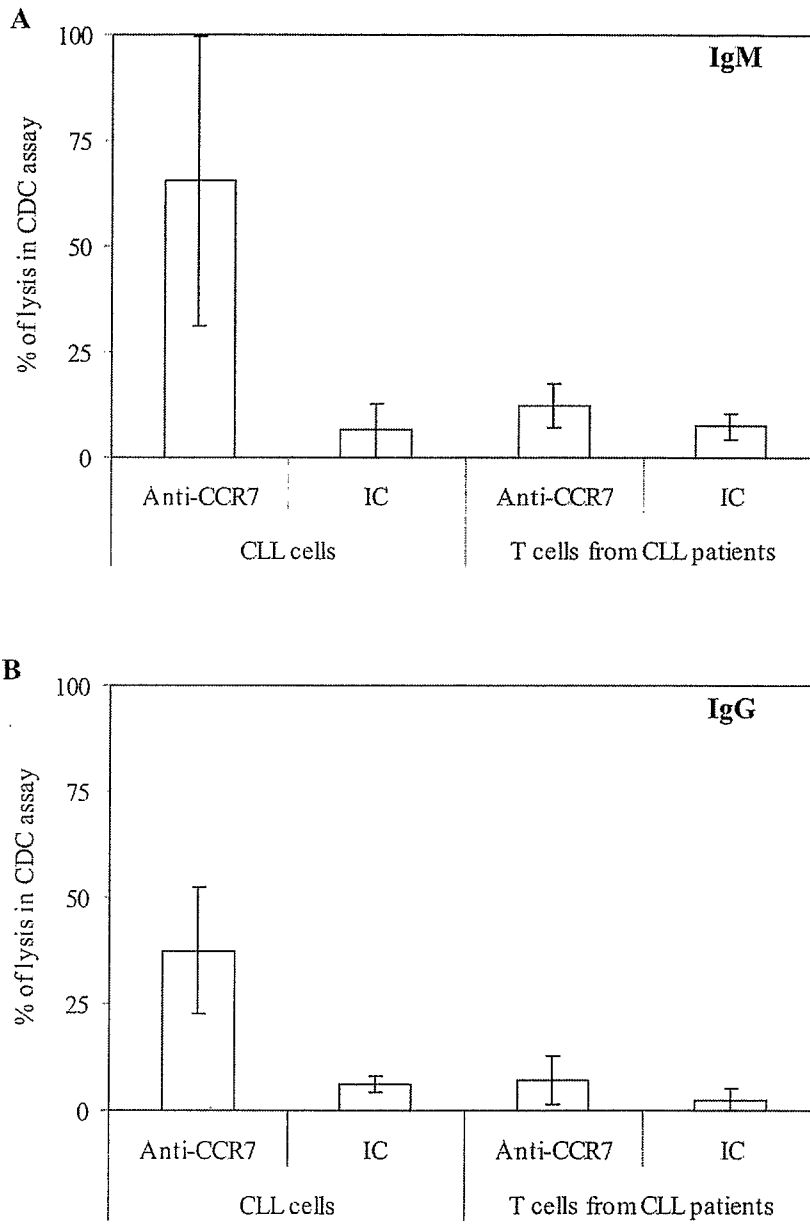 A
IgM
% of lysis in CDC assay
100
75
50
25
0
Anti-CCR7 IC Anti-CCR7 IC
CLL cells T cells from CLL patients
B
IgG
% of lysis in CDC assay
100
75
50
25
0
Anti-CCR7 IC Anti-CCR7 IC
CLL cells T cells from CLL patients